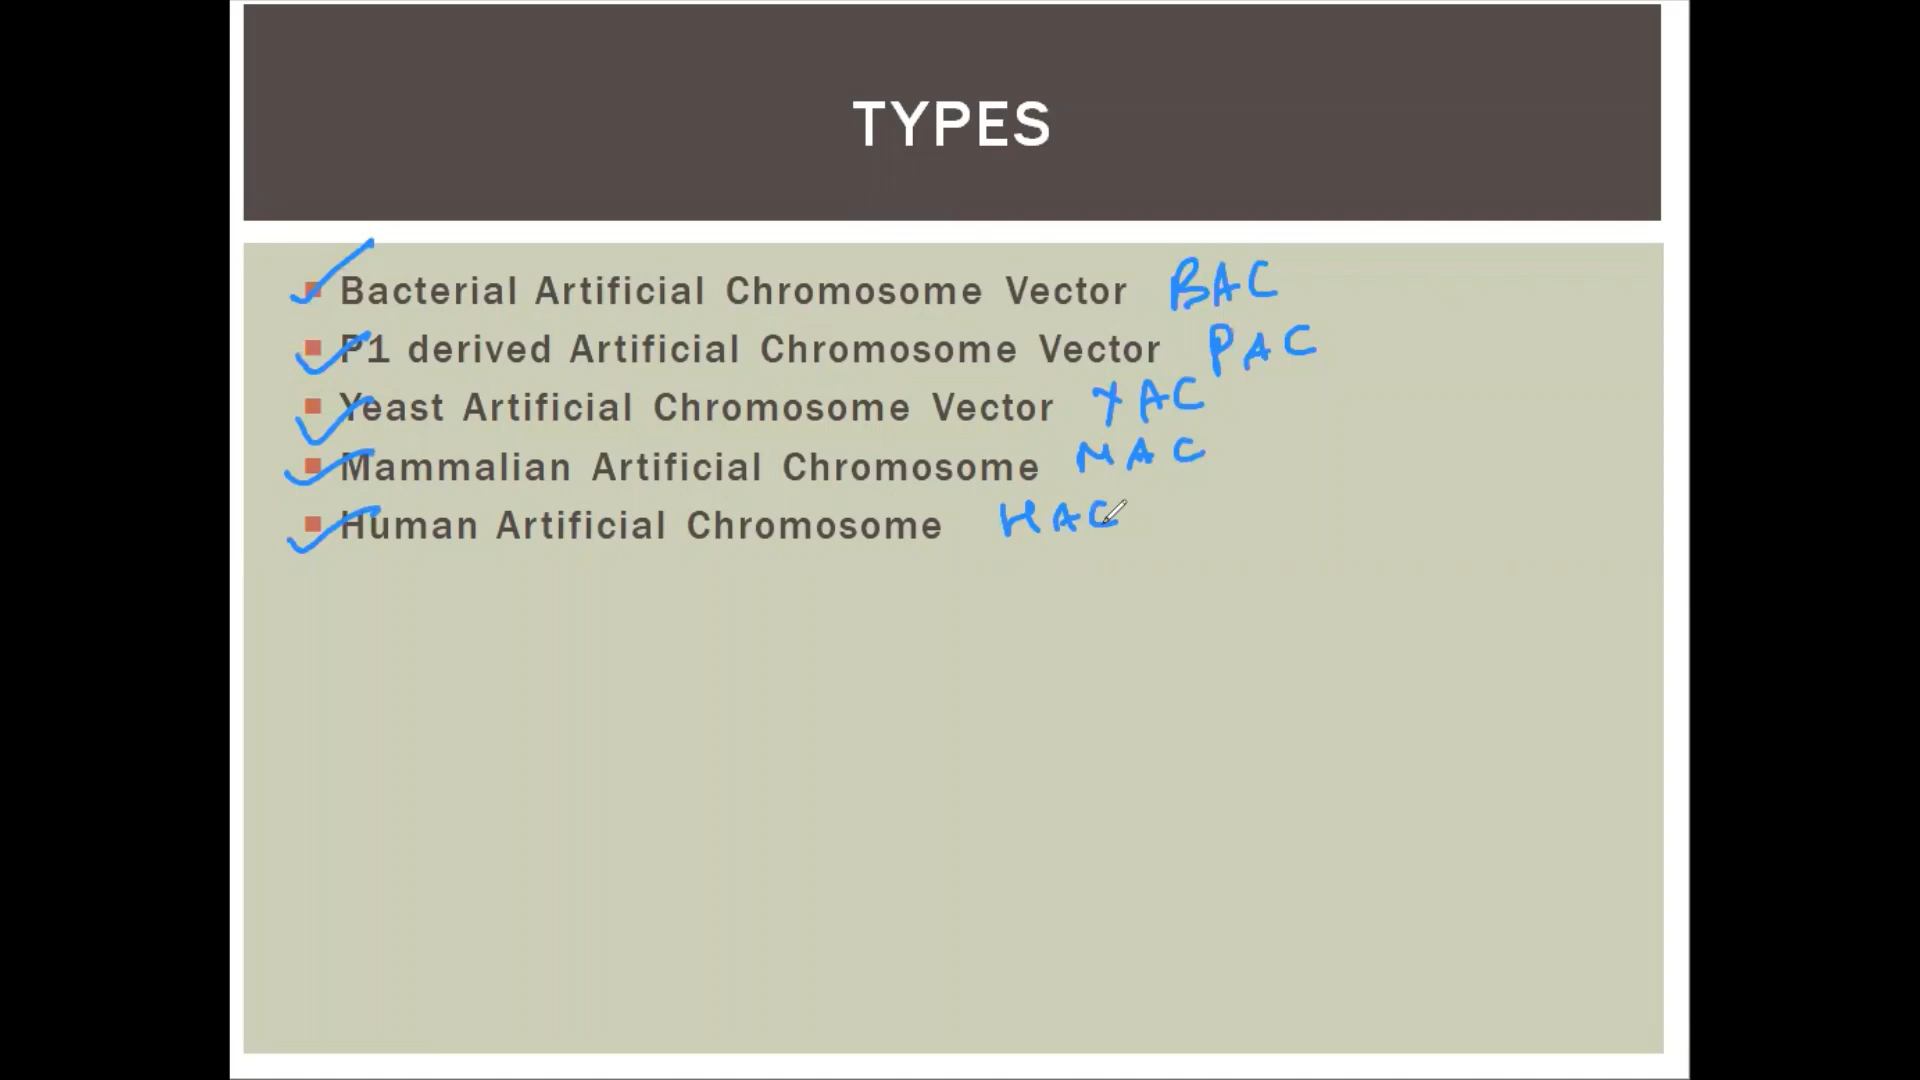 TYPES
Bacterial Artificial Chromosome Vector BAC
P1 derived Artificial Chromosome Vector PAC
Yeast Artificial Chromosome Vector YAC
Mammalian Artificial Chromosome MAC
Human Artificial Chromosome HAC